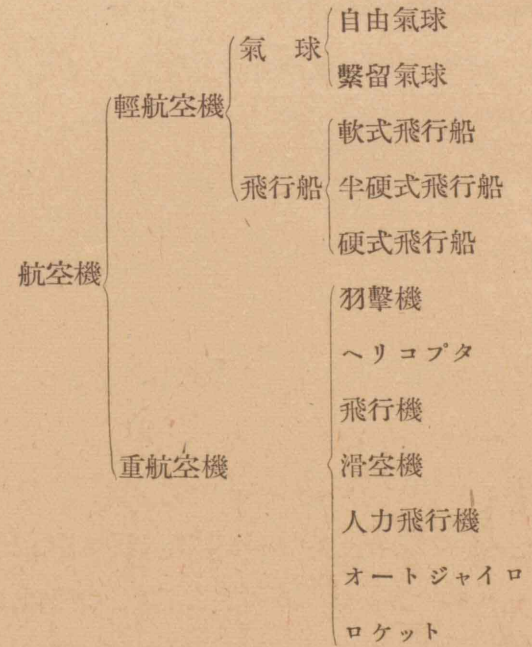 航空機
輕航空機
氣球
自由氣球
繫留氣球
飛行船
軟式飛行船
半硬式飛行船
硬式飛行船
重航空機
羽擊機
ヘリコプタ
飛行機
滑空機
人力飛行機
オートジャイロ
ロケット